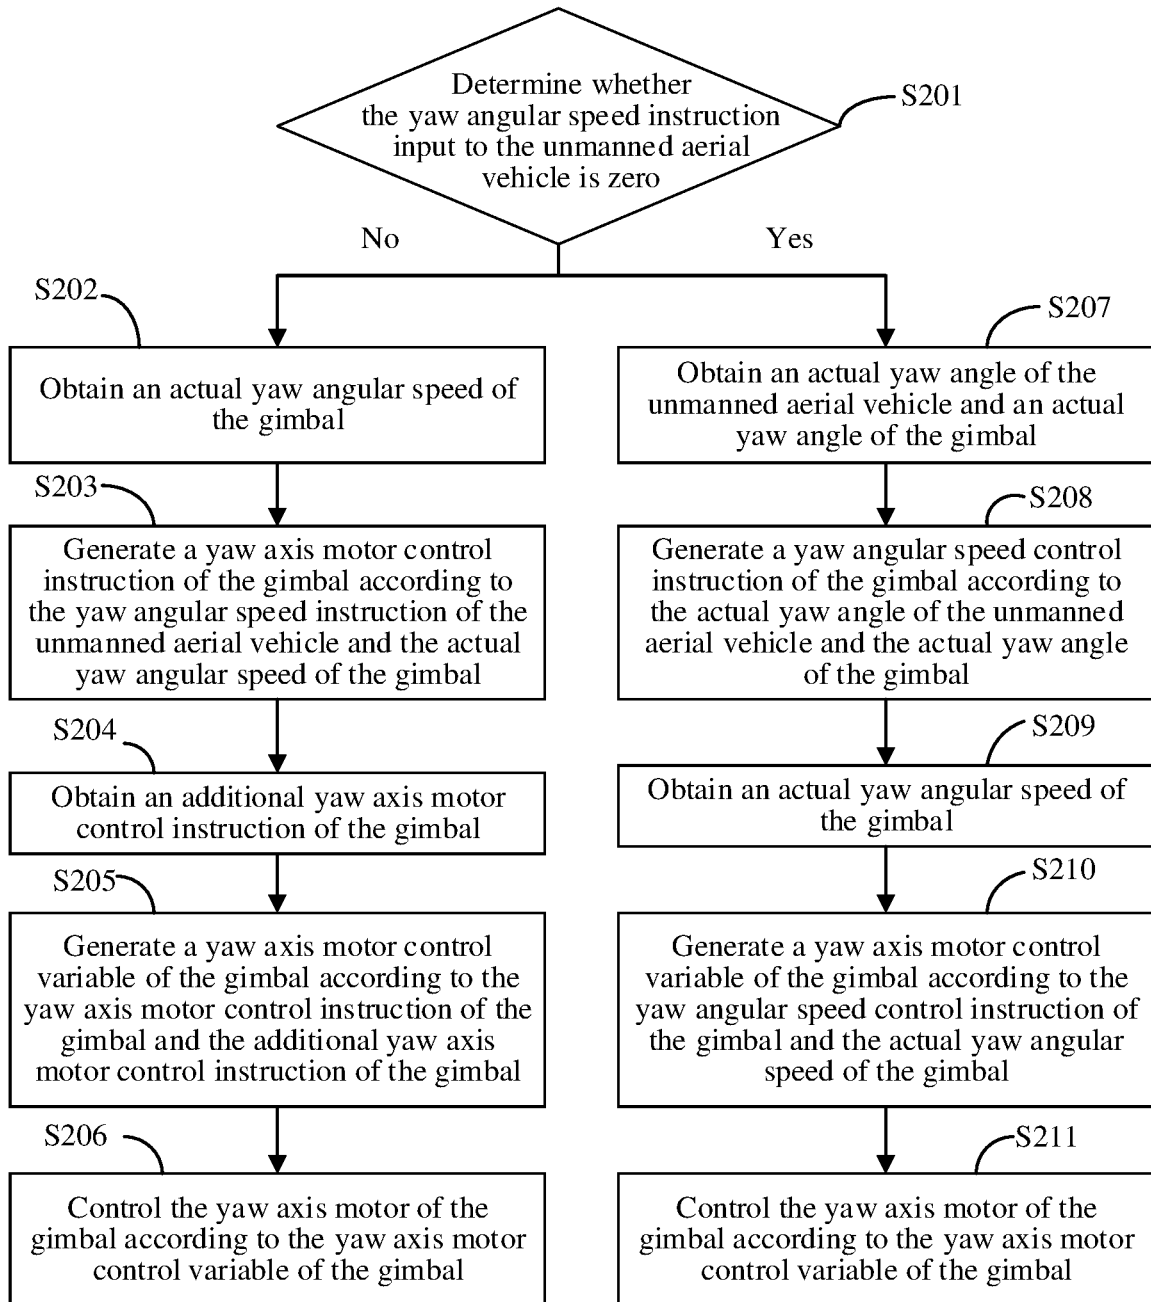 Determine whether
the yaw angular speed instruction
input to the unmanned aerial
vehicle is zero
S201
No
Yes
S202
Obtain an actual yaw angular speed of
the gimbal
S203
Generate a yaw axis motor control
instruction of the gimbal according to
the yaw angular speed instruction of the
unmanned aerial vehicle and the actual
yaw angular speed of the gimbal
S204
Obtain an additional yaw axis motor
control instruction of the gimbal
S205
Generate a yaw axis motor control
variable of the gimbal according to the
yaw axis motor control instruction of the
gimbal and the additional yaw axis
motor control instruction of the gimbal
S206
Control the yaw axis motor of the
gimbal according to the yaw axis motor
control variable of the gimbal
S207
Obtain an actual yaw angle of the
unmanned aerial vehicle and an actual
yaw angle of the gimbal
S208
Generate a yaw angular speed control
instruction of the gimbal according to
the actual yaw angle of the unmanned
aerial vehicle and the actual yaw angle
of the gimbal
S209
Obtain an actual yaw angular speed of
the gimbal
S210
Generate a yaw axis motor control
variable of the gimbal according to the
yaw angular speed control instruction of
the gimbal and the actual yaw angular
speed of the gimbal
S211
Control the yaw axis motor of the
gimbal according to the yaw axis motor
control variable of the gimbal